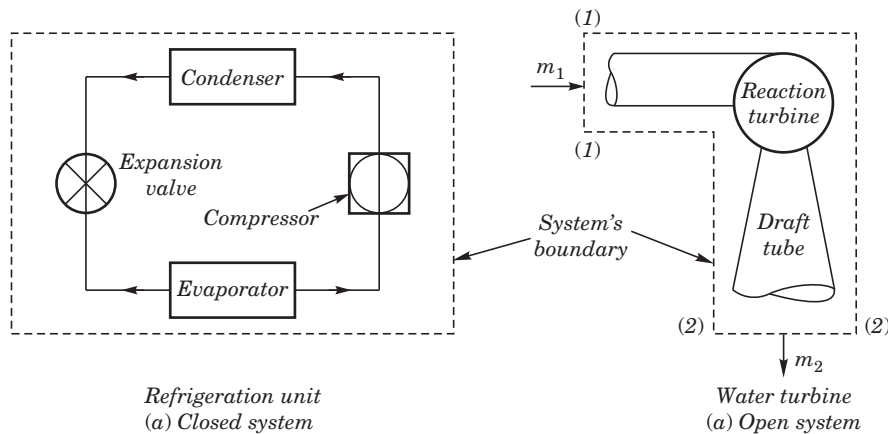 Condenser
Expansion
valve
Compressor
Evaporator
Refrigeration unit
(a) Closed system
System's
boundary
(1)
m1
(1)
Reaction
turbine
Draft
tube
(2)
(2)
m2
Water turbine
(a) Open system